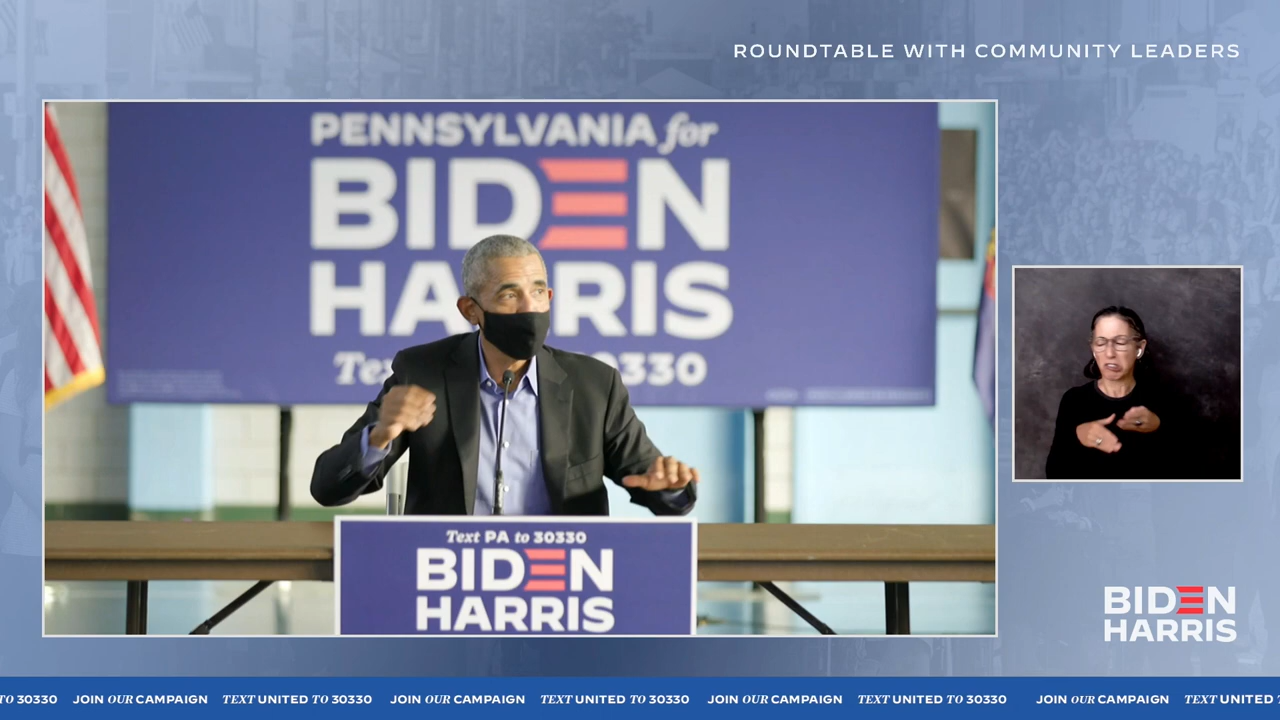 ROUNDTABLE WITH COMMUNITY LEADERS
PENNSYLVANIA for
BIDEN
HARRIS
30330
Text PA to 30330
BIDEN
HARRIS
BIDEN
HARRIS
TO 30330 JOIN OUR CAMPAIGN TEXT UNITED TO 30330 JOIN OUR CAMPAIGN TEXT UNITED TO 30330 JOIN OUR CAMPAIGN TEXT UNITED TO 30330 JOIN OUR CAMPAIGN TEXT UNITED